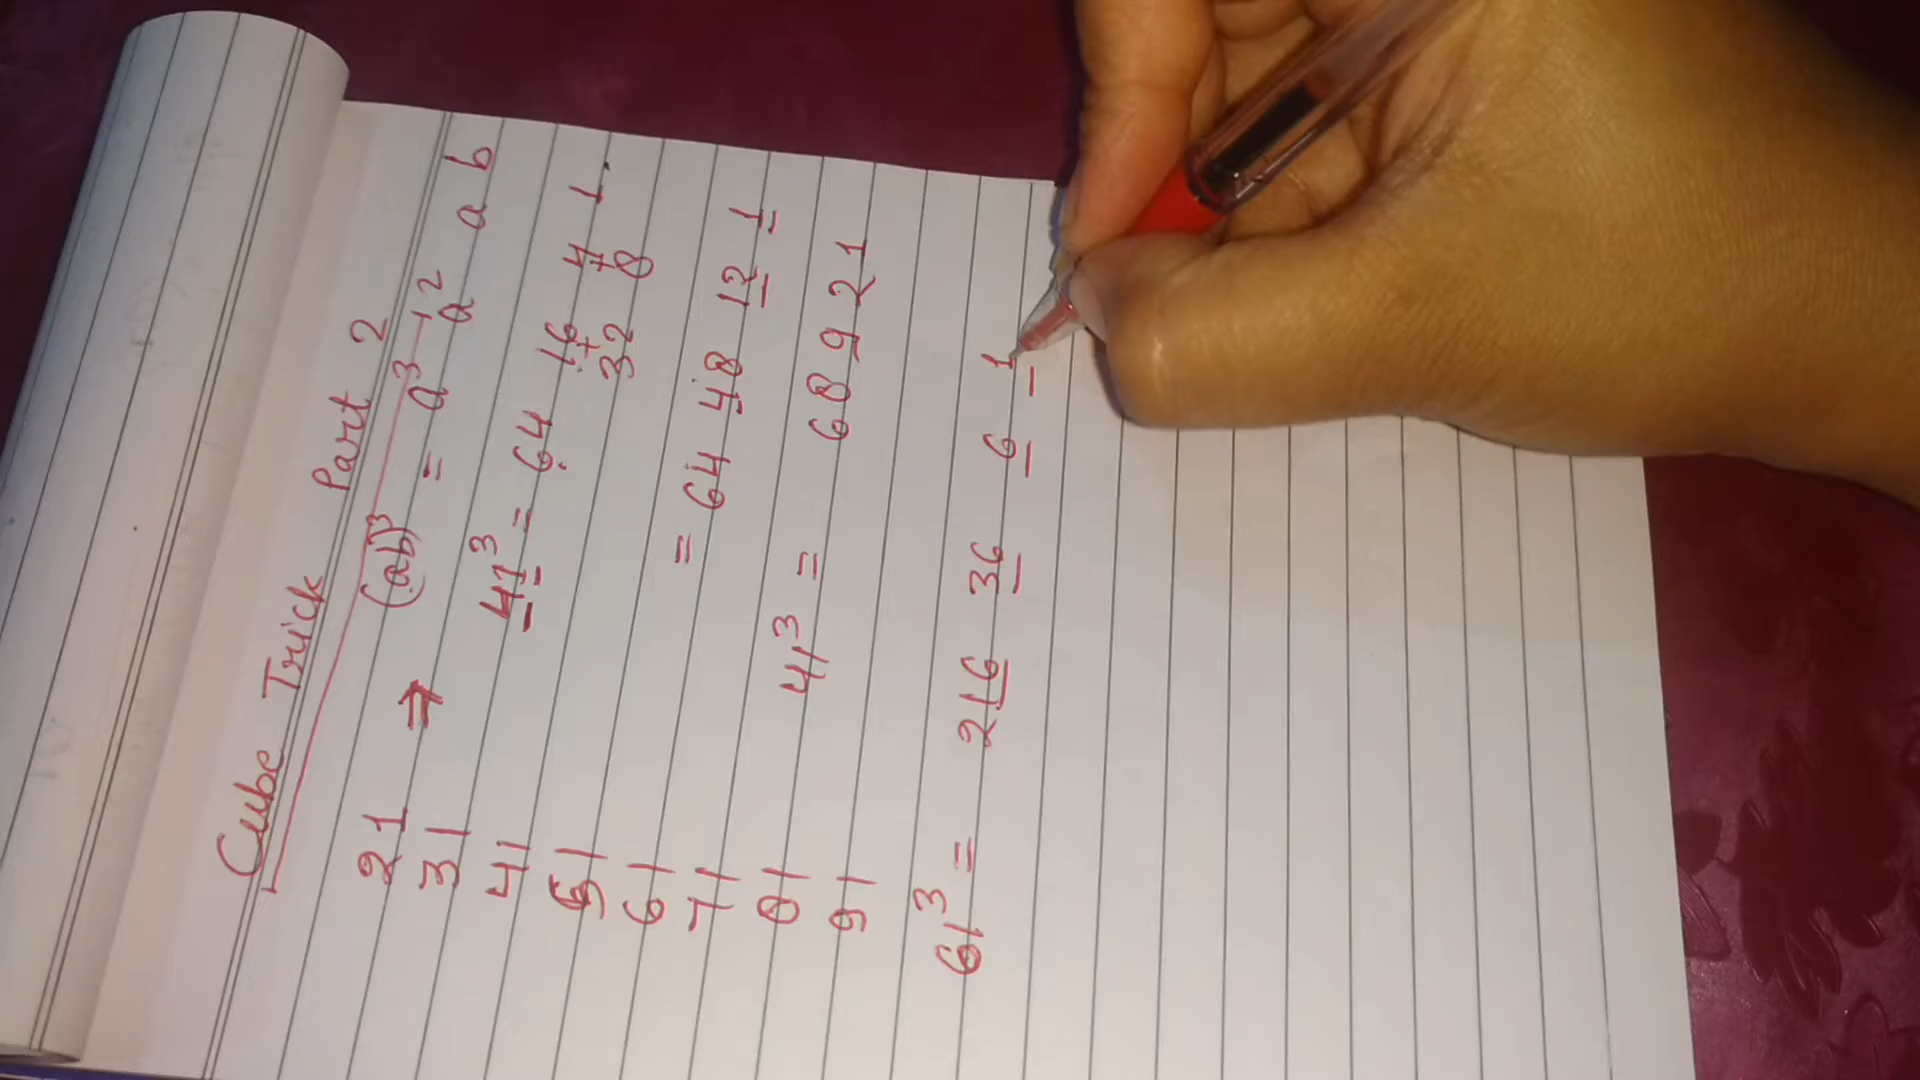 Cube Trick Part 2
(ab)³ = a³ a² a b
21 ⇒ 41³ = 64 16 4 1
+ +
31 32 8
41 = 64 48 12 1
51
61 41³ = 68921
71
81
91
61³ = 216 36 6 1